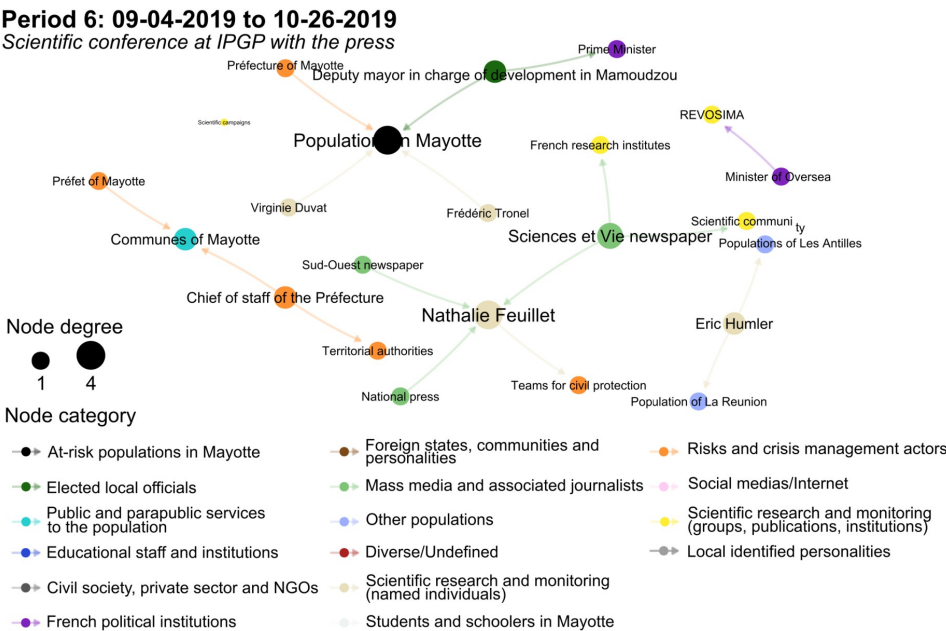 Period 6: 09-04-2019 to 10-26-2019
Scientific conference at IPGP with the press
Prime Minister
Préfecture of Mayotte
Deputy mayor in charge of development in Mamoudzou
REVOSIMA
Scientific campaigns
Population in Mayotte
French research institutes
Minister of Oversea
Préfet of Mayotte
Virginie Duvat
Frédéric Tronel
Scientific communi ty
Communes of Mayotte
Sciences et Vie newspaper
Populations of Les Antilles
Sud-Ouest newspaper
Chief of staff of the Préfecture
Nathalie Feuillet
Eric Humler
Node degree
1 4
Territorial authorities
Teams for civil protection
National press
Population of La Reunion
Node category
At-risk populations in Mayotte
Elected local officials
Public and parapublic services
to the population
Educational staff and institutions
Civil society, private sector and NGOs
French political institutions
Foreign states, communities and
personalities
Mass media and associated journalists
Other populations
Diverse/Undefined
Scientific research and monitoring
(named individuals)
Students and schoolers in Mayotte
Risks and crisis management actors
Social medias/Internet
Scientific research and monitoring
(groups, publications, institutions)
Local identified personalities